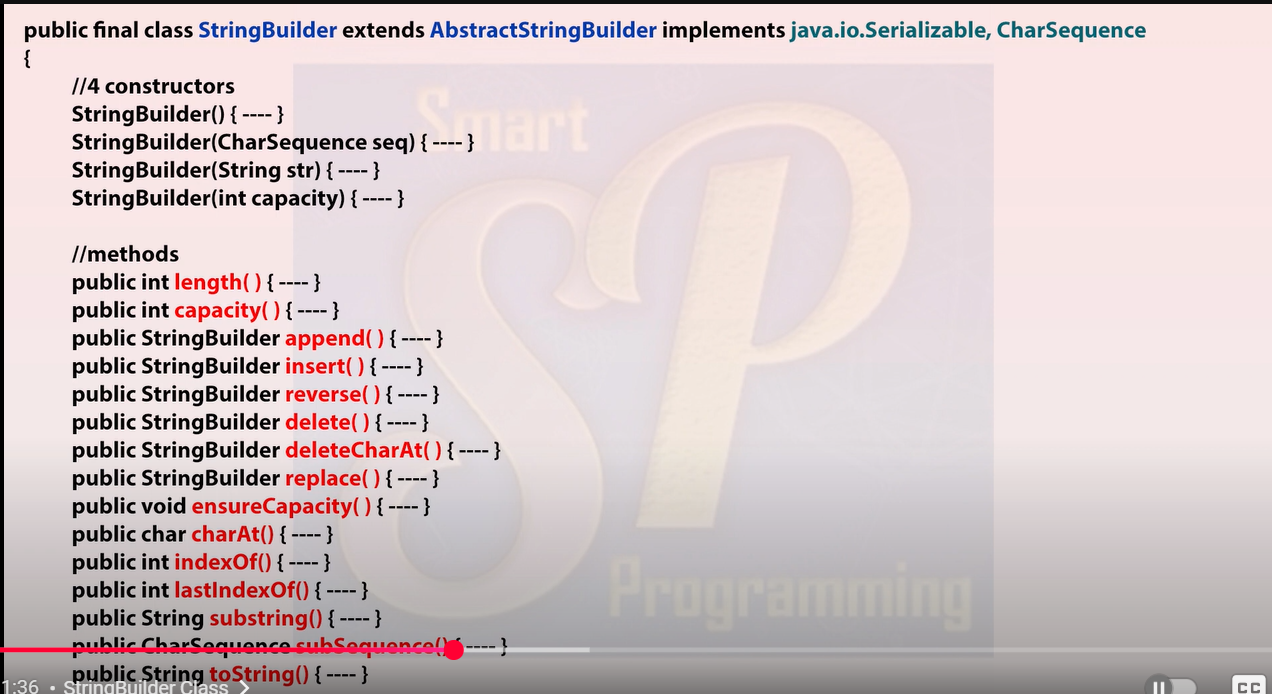 public final class StringBuilder extends AbstractStringBuilder implements java.io.Serializable, CharSequence
{
//4 constructors
StringBuilder() { ---- }
StringBuilder(CharSequence seq) { ---- }
StringBuilder(String str) { ---- }
StringBuilder(int capacity) { ---- }
//methods
public int length( ) { ---- }
public int capacity( ) { ---- }
public StringBuilder append( ) { ---- }
public StringBuilder insert( ) { ---- }
public StringBuilder reverse( ) { ---- }
public StringBuilder delete( ) { ---- }
public StringBuilder deleteCharAt( ) { ---- }
public StringBuilder replace( ) { ---- }
public void ensureCapacity( ) { ---- }
public char charAt() { ---- }
public int indexOf() { ---- }
public int lastIndexOf() { ---- }
public String substring() { ---- }
public CharSequence subSequence() { ---- }
public String toString() { ---- }
Smart
SP
Programming
1:36 • StringBuilder Class >
CC